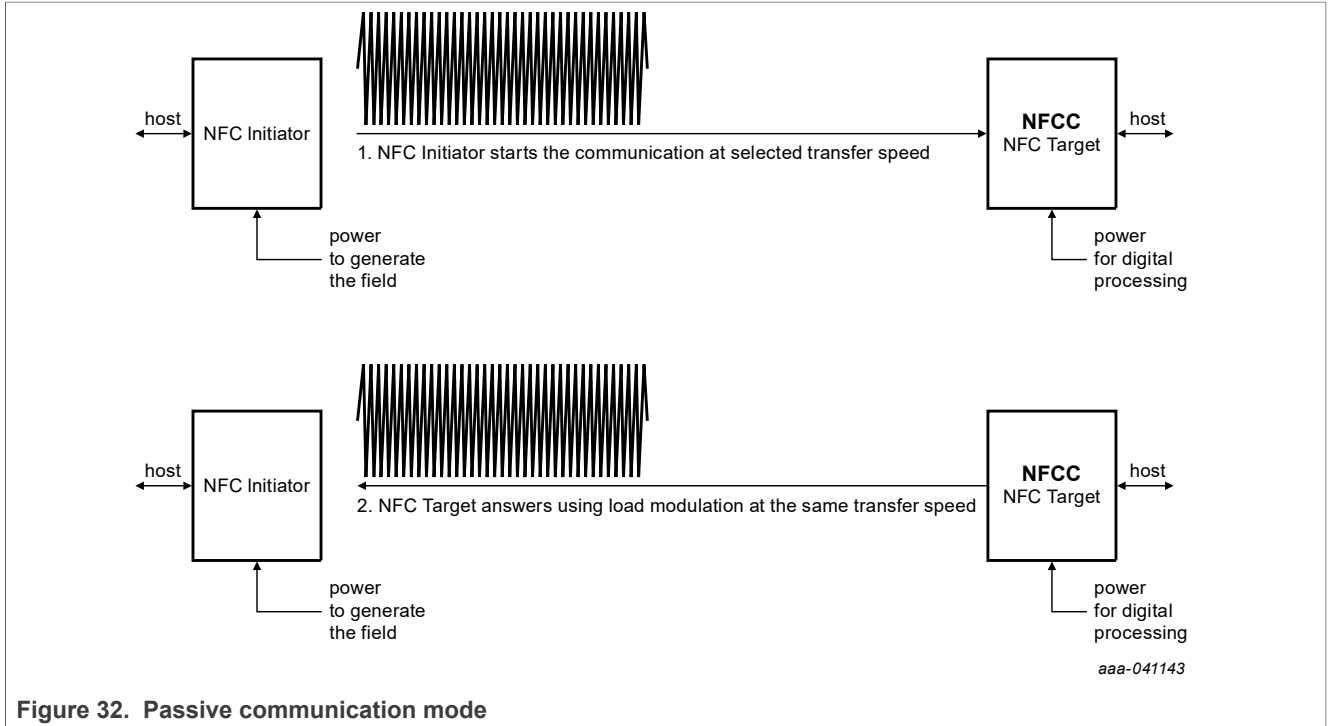 host
NFC Initiator
1. NFC Initiator starts the communication at selected transfer speed
NFCC
NFC Target
host
power
to generate
the field
power
for digital
processing
host
NFC Initiator
2. NFC Target answers using load modulation at the same transfer speed
NFCC
NFC Target
host
power
to generate
the field
power
for digital
processing
aaa-041143
Figure 32. Passive communication mode